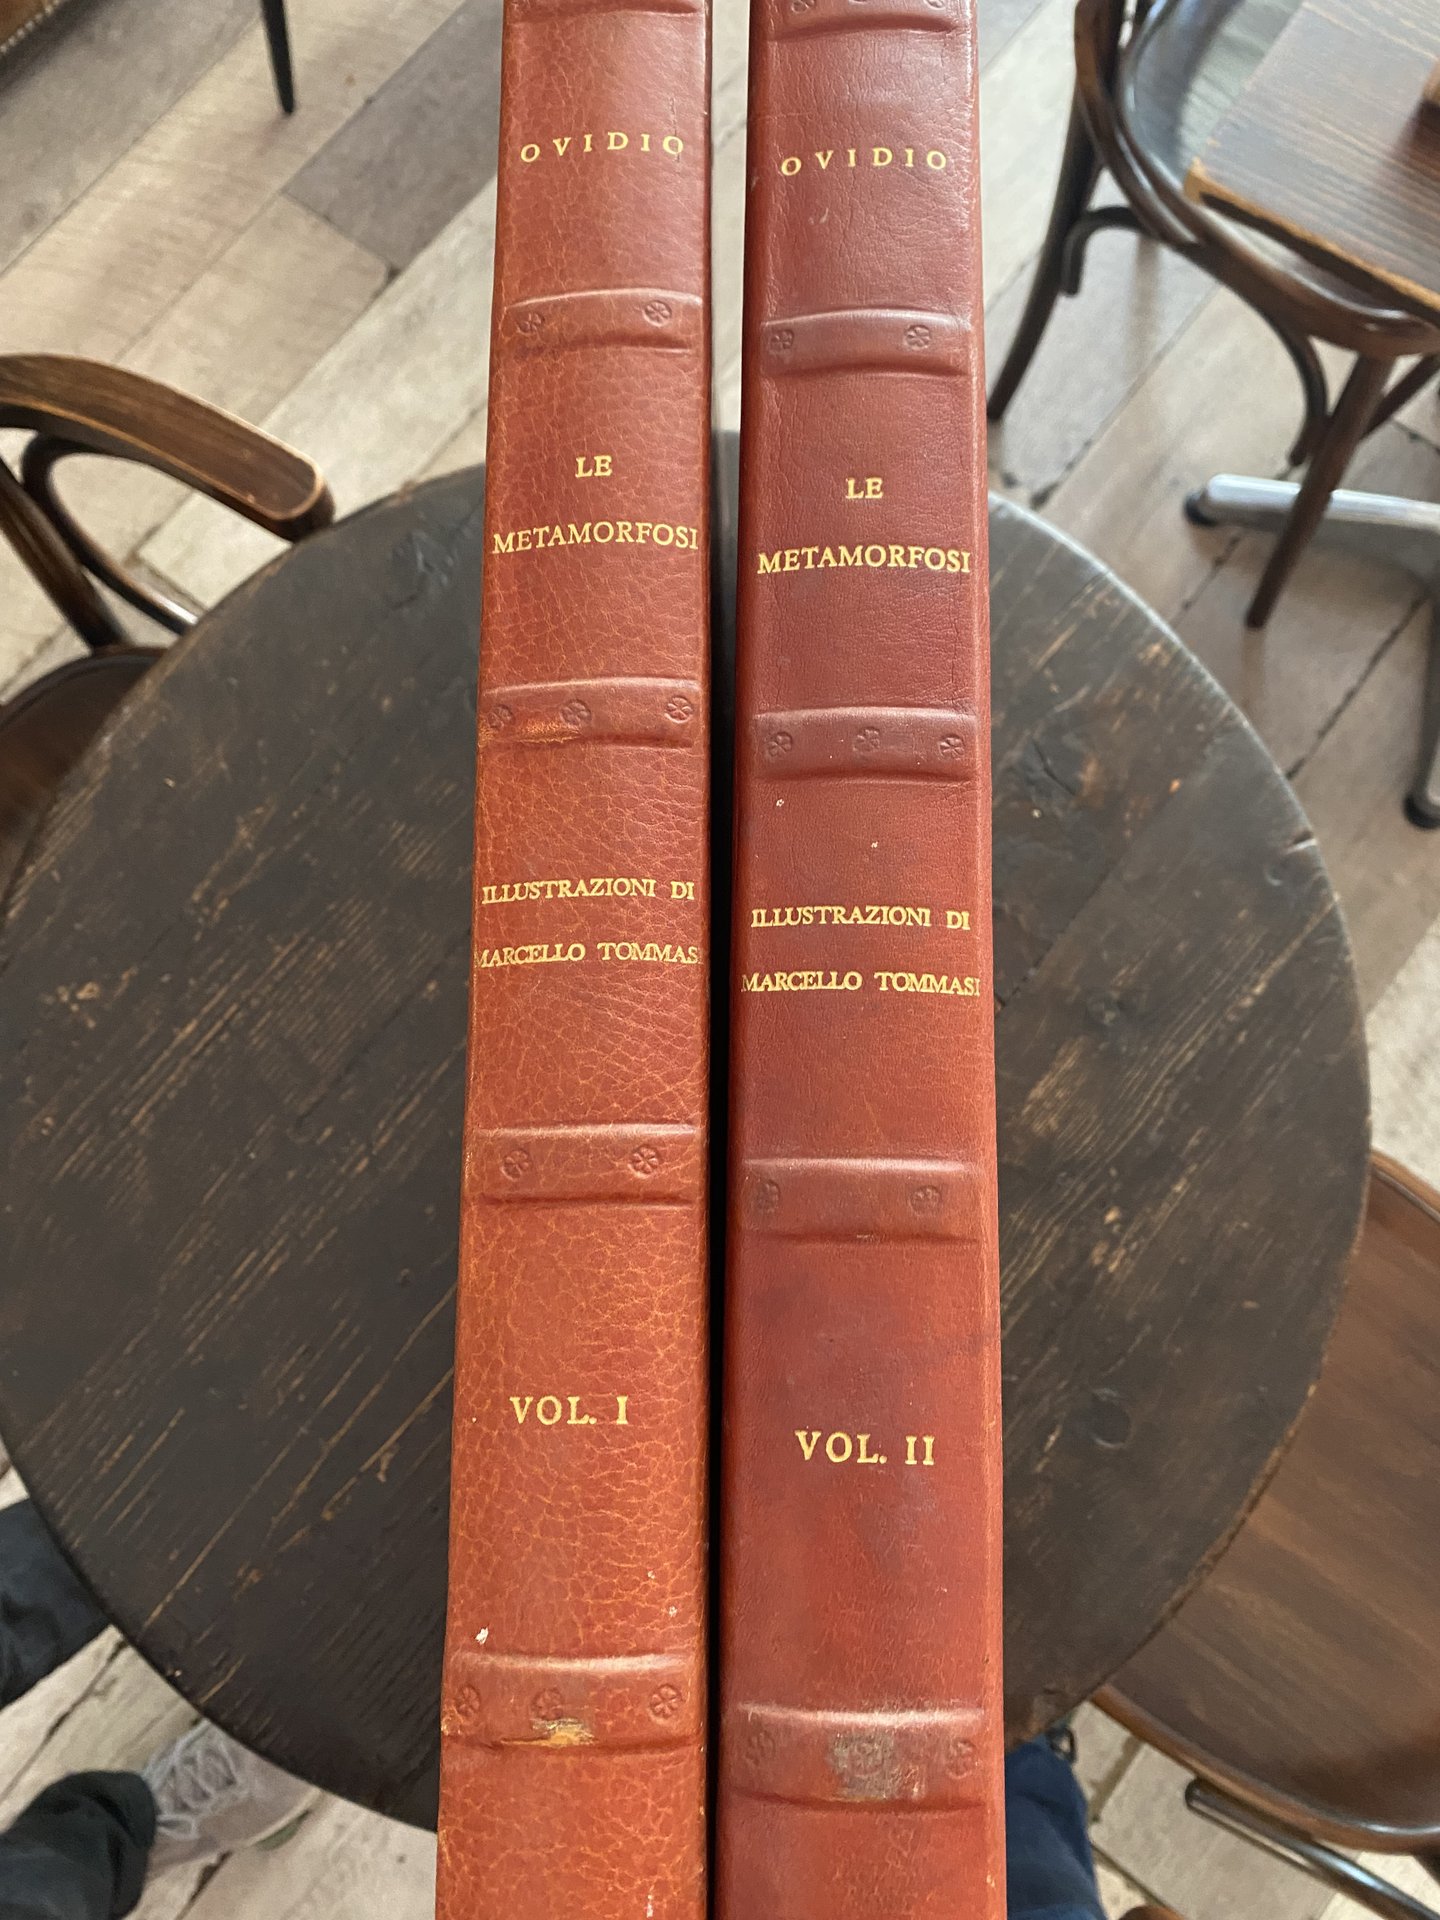 OVIDIO
LE
METAMORFOSI
ILLUSTRAZIONI DI
MARCELLO TOMMASI
VOL. I
OVIDIO
LE
METAMORFOSI
ILLUSTRAZIONI DI
MARCELLO TOMMASI
VOL. II